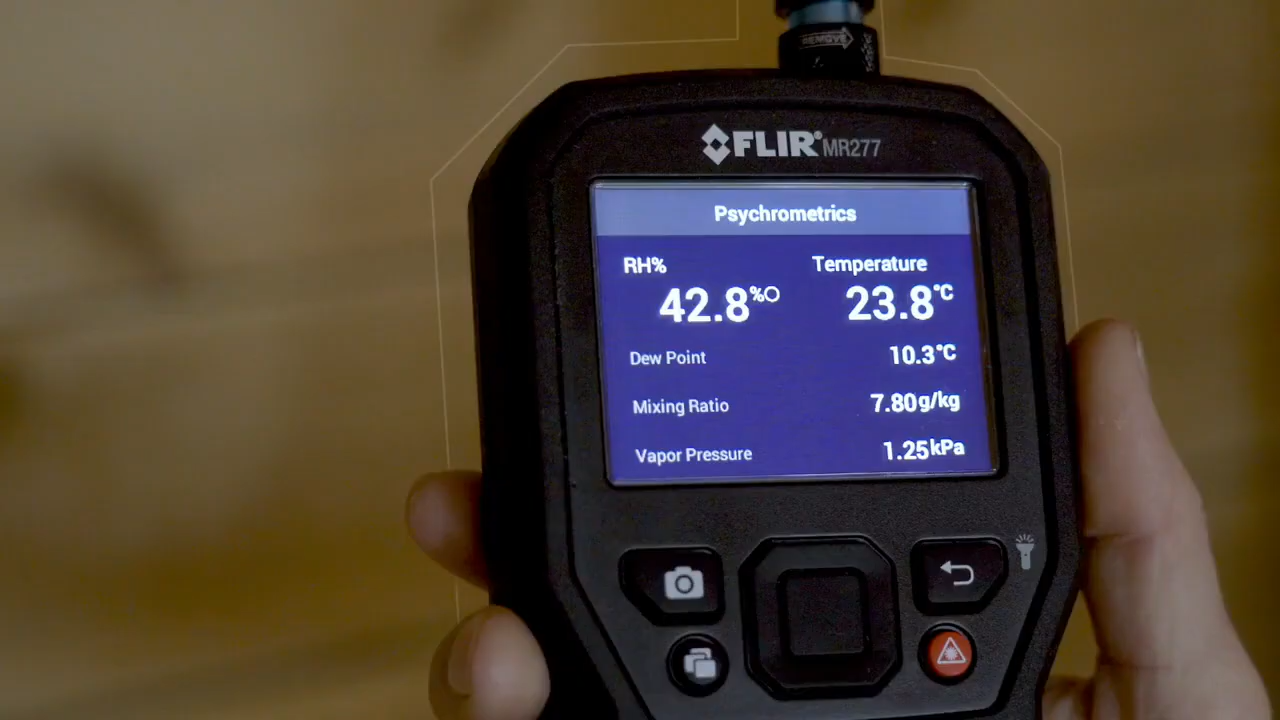 REMOVE
FLIR® MR277
Psychrometrics
RH% Temperature
42.8%O 23.8°C
Dew Point 10.3°C
Mixing Ratio 7.80g/kg
Vapor Pressure 1.25kPa